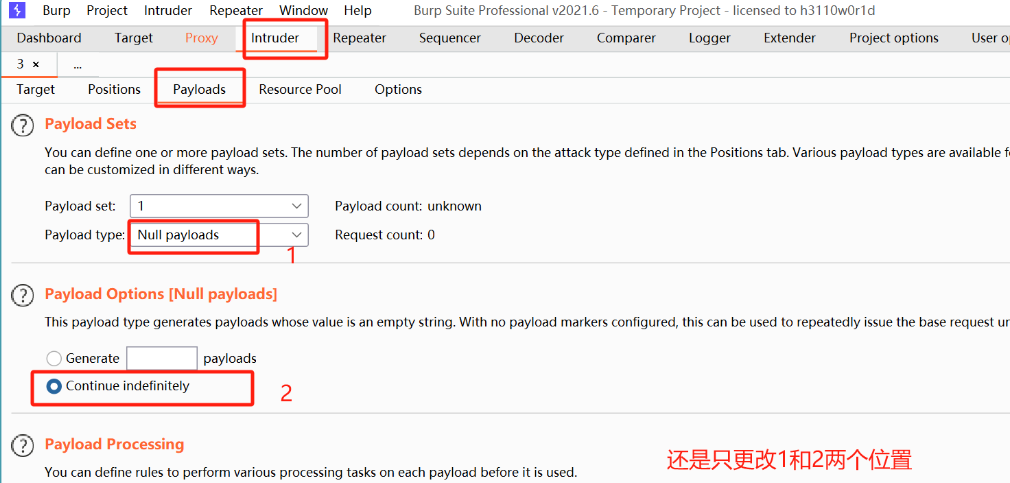 Burp Project Intruder Repeater Window Help Burp Suite Professional v2021.6 - Temporary Project - licensed to h3110w0r1d
Dashboard Target Proxy Intruder Repeater Sequencer Decoder Comparer Logger Extender Project options User op
3 × ...
Target Positions Payloads Resource Pool Options
? Payload Sets
You can define one or more payload sets. The number of payload sets depends on the attack type defined in the Positions tab. Various payload types are available fo
can be customized in different ways.
Payload set: 1 Payload count: unknown
Payload type: Null payloads Request count: 0
1
? Payload Options [Null payloads]
This payload type generates payloads whose value is an empty string. With no payload markers configured, this can be used to repeatedly issue the base request un
Generate payloads
Continue indefinitely 2
? Payload Processing
还是只更改1和2两个位置
You can define rules to perform various processing tasks on each payload before it is used.